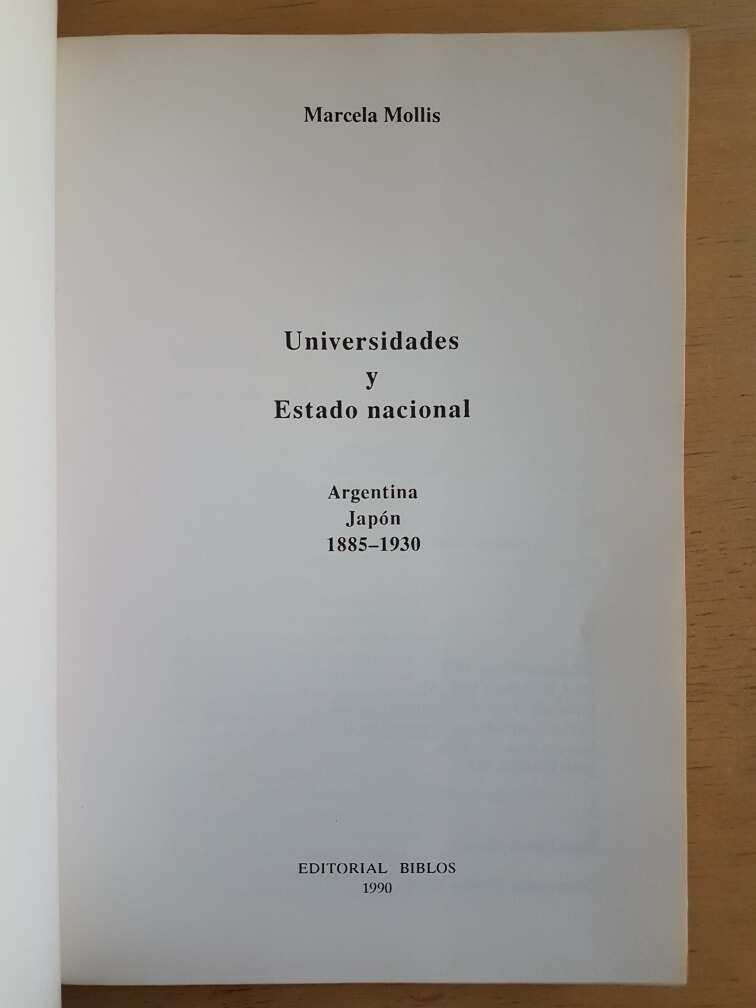 Marcela Mollis
Universidades
y
Estado nacional
Argentina
Japón
1885–1930
EDITORIAL BIBLOS
1990